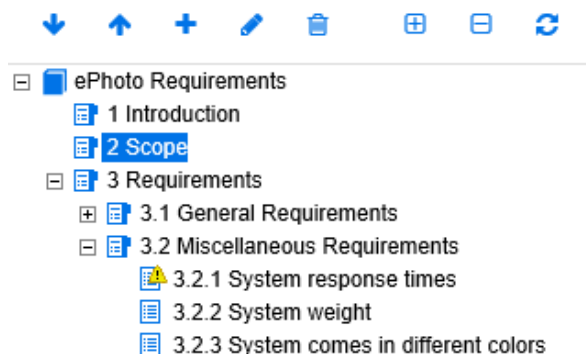 ePhoto Requirements
1 Introduction
2 Scope
3 Requirements
3.1 General Requirements
3.2 Miscellaneous Requirements
3.2.1 System response times
3.2.2 System weight
3.2.3 System comes in different colors